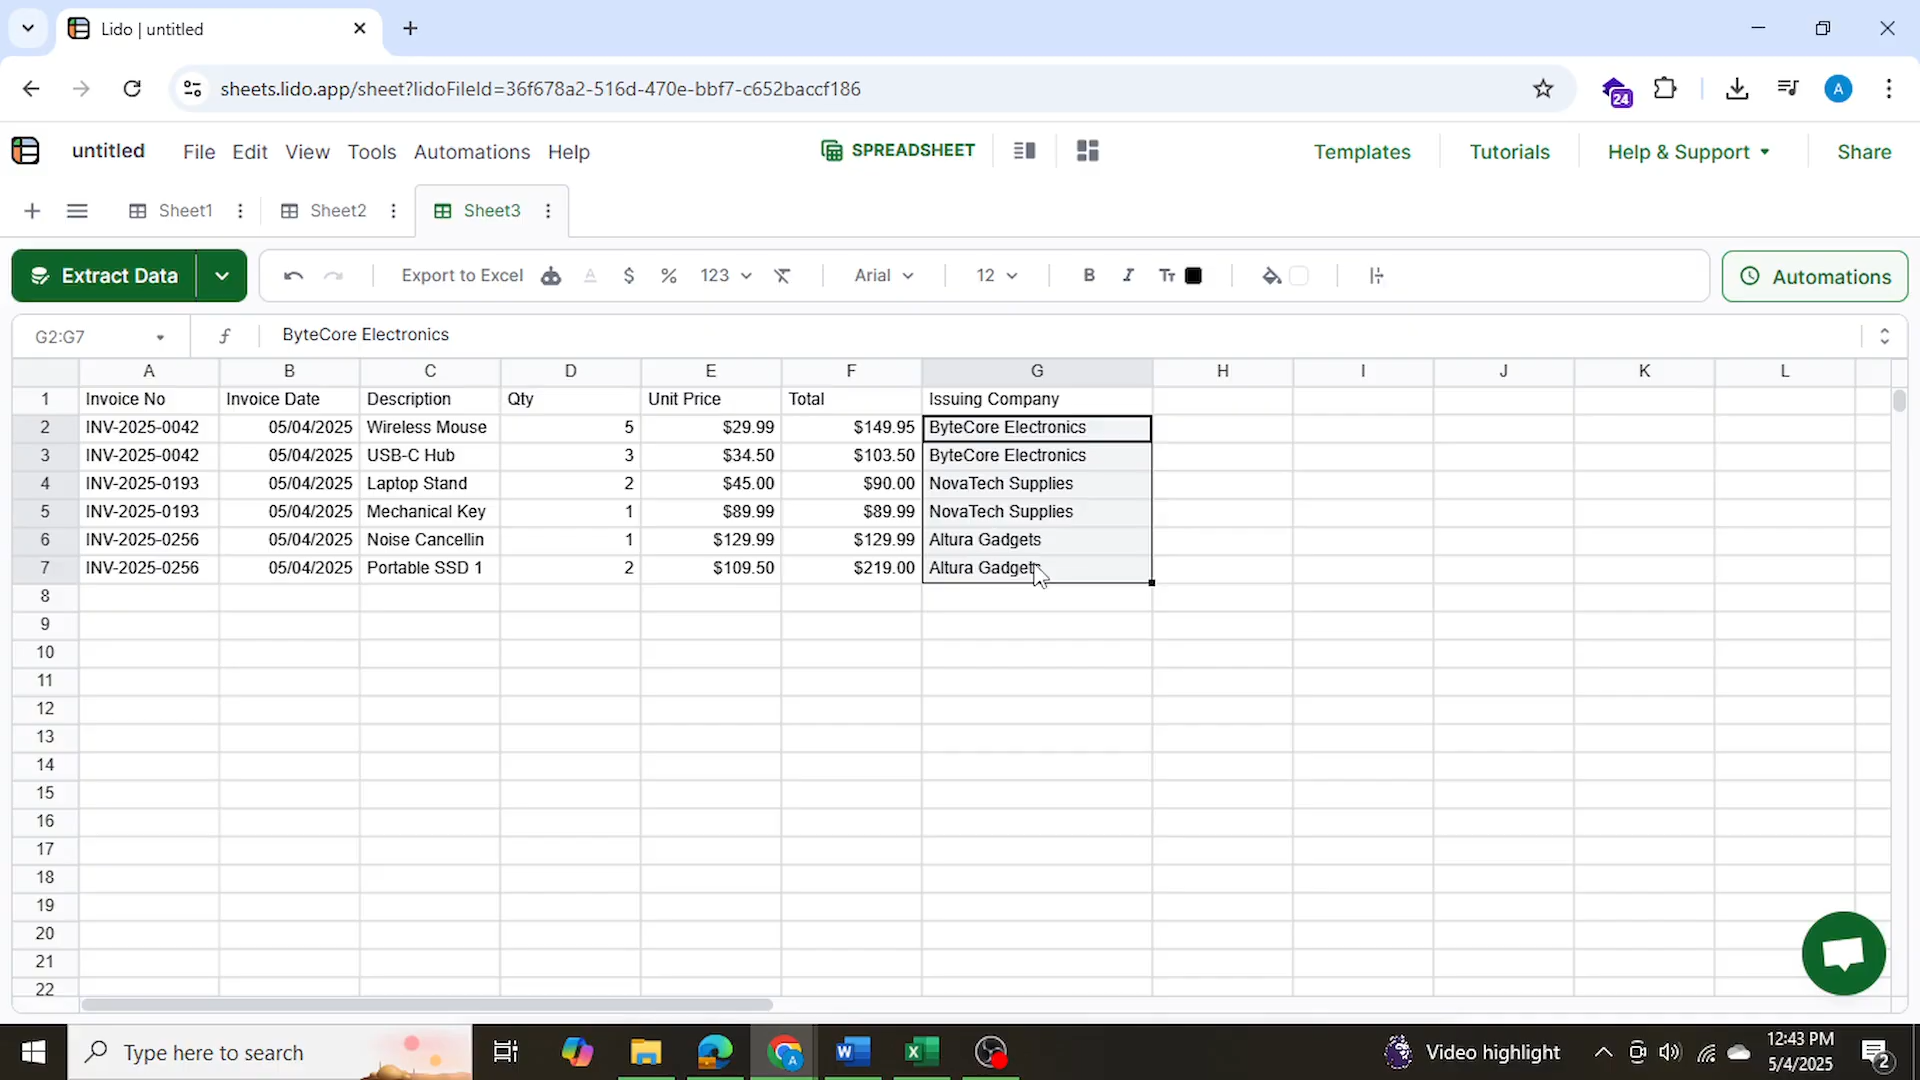 Lido | untitled
sheets.lido.app/sheet?lidoFileId=36f678a2-516d-470e-bbf7-c652baccf186
24
A
untitled File Edit View Tools Automations Help
SPREADSHEET
Templates Tutorials Help & Support Share
Sheet1 Sheet2 Sheet3
Extract Data Export to Excel A $ % 123 Arial 12 B I Tт Automations
G2:G7 f ByteCore Electronics
A B C D E F G H I J K L
1 Invoice No Invoice Date Description Qty Unit Price Total Issuing Company
2 INV-2025-0042 05/04/2025 Wireless Mouse 5 $29.99 $149.95 ByteCore Electronics
3 INV-2025-0042 05/04/2025 USB-C Hub 3 $34.50 $103.50 ByteCore Electronics
4 INV-2025-0193 05/04/2025 Laptop Stand 2 $45.00 $90.00 NovaTech Supplies
5 INV-2025-0193 05/04/2025 Mechanical Key 1 $89.99 $89.99 NovaTech Supplies
6 INV-2025-0256 05/04/2025 Noise Cancellin 1 $129.99 $129.99 Altura Gadgets
7 INV-2025-0256 05/04/2025 Portable SSD 1 2 $109.50 $219.00 Altura Gadgets
8
9
10
11
12
13
14
15
16
17
18
19
20
21
22
Type here to search
Video highlight
12:43 PM
5/4/2025
2